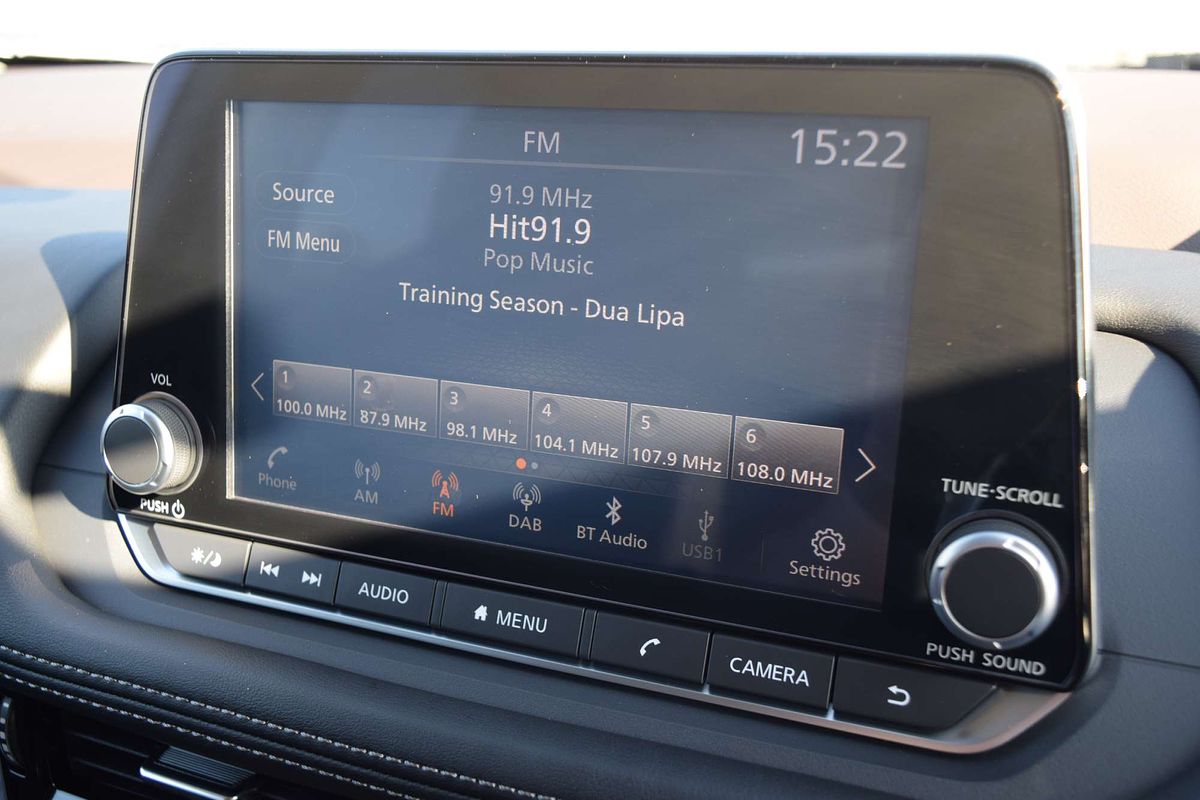 FM
15:22
Source
91.9 MHz
Hit91.9
FM Menu
Pop Music
Training Season - Dua Lipa
1
100.0 MHz
2
87.9 MHz
3
98.1 MHz
4
104.1 MHz
5
107.9 MHz
6
108.0 MHz
Phone
AM
FM
DAB
BT Audio
USB1
Settings
VOL
PUSH
TUNE·SCROLL
PUSH SOUND
AUDIO
MENU
CAMERA